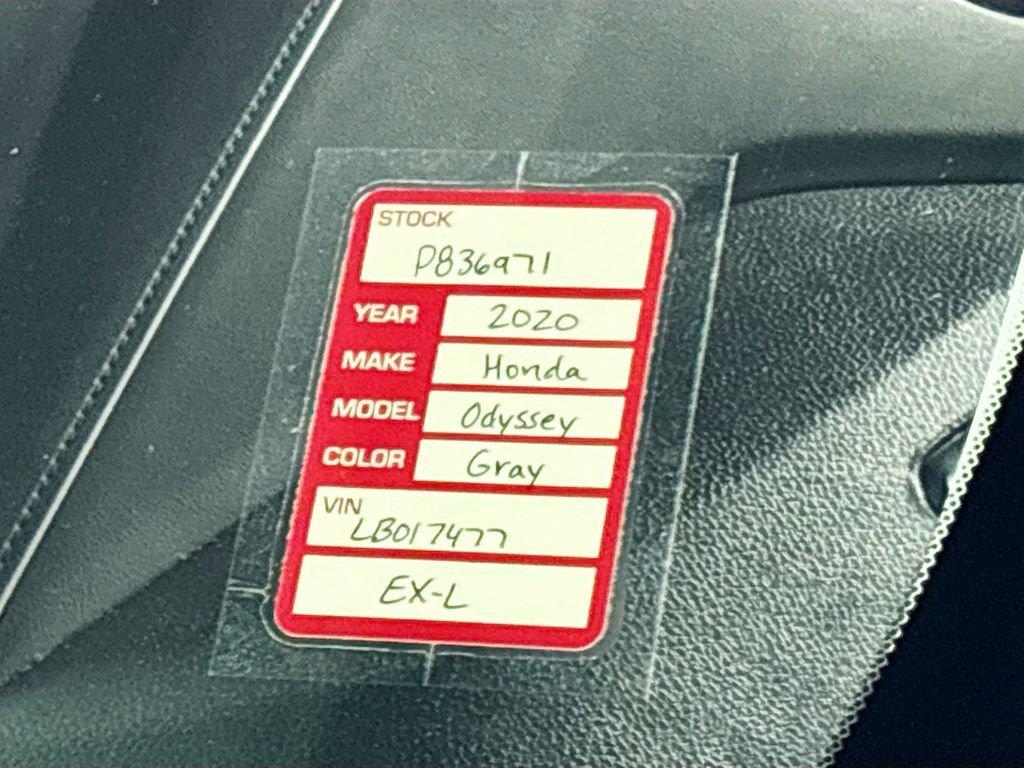 STOCK
P836971
YEAR 2020
MAKE Honda
MODEL Odyssey
COLOR Gray
VIN
LB017477
EX-L